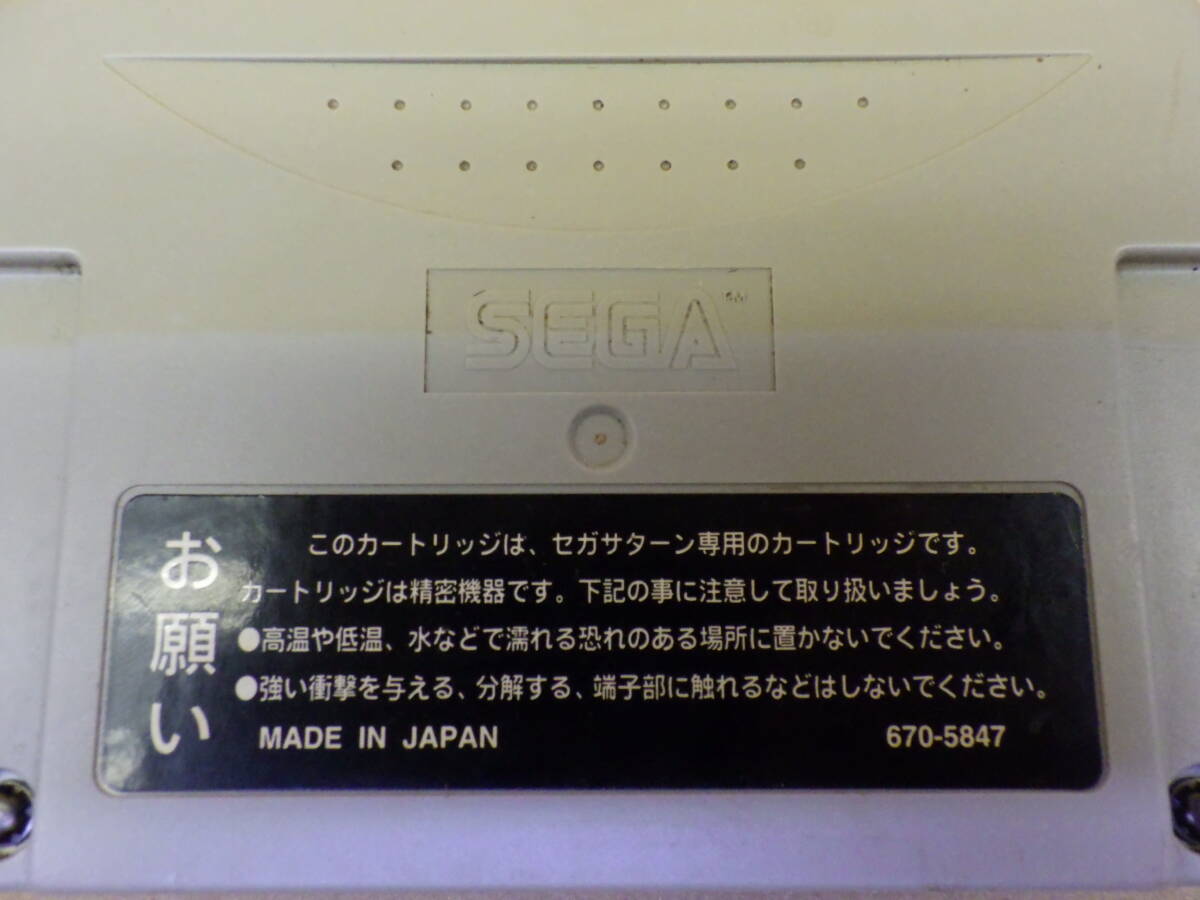 SEGA™
お願い
このカートリッジは、セガサターン専用のカートリッジです。
カートリッジは精密機器です。下記の事に注意して取り扱いましょう。
●高温や低温、水などで濡れる恐れのある場所に置かないでください。
●強い衝撃を与える、分解する、端子部に触れるなどはしないでください。
MADE IN JAPAN 670-5847